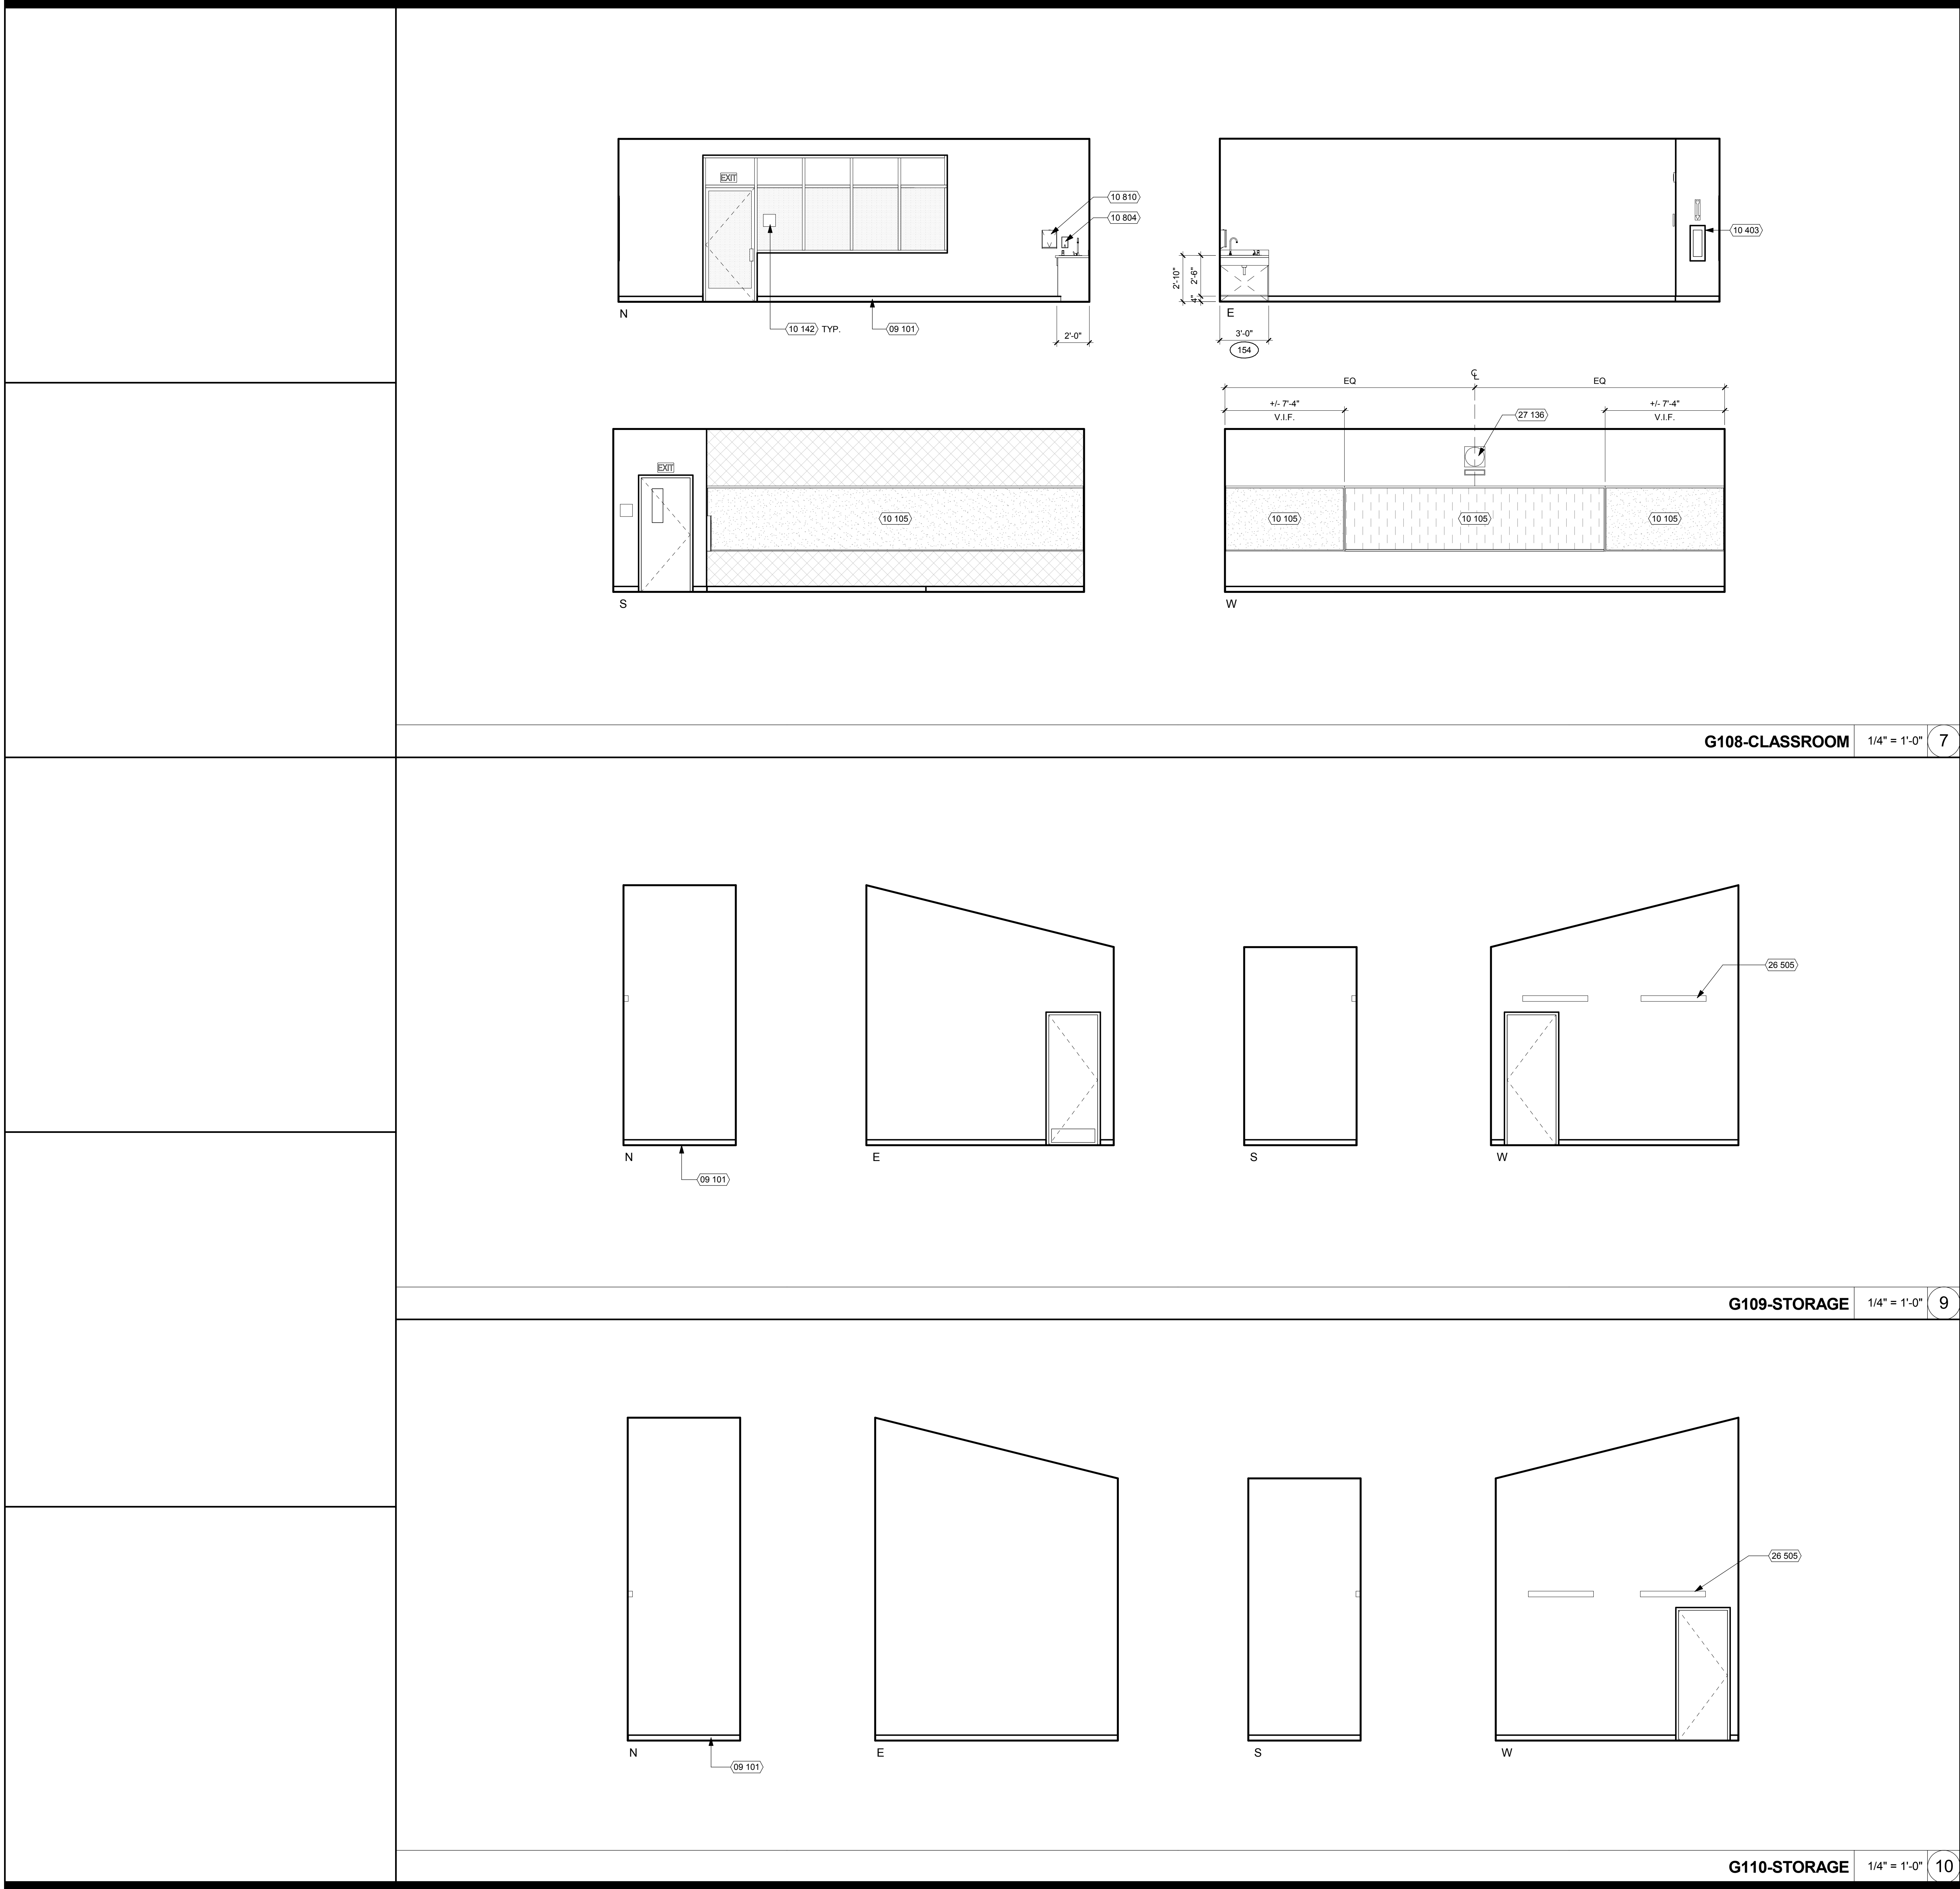 EXIT
10 810
10 804
10 403
2'-10"
2'-6"
4"
N
10 142 TYP.
09 101
2'-0"
E
3'-0"
154
EQ
℄
EQ
+/- 7'-4"
V.I.F.
27 136
+/- 7'-4"
V.I.F.
EXIT
10 105
10 105
10 105
10 105
S
W
G108-CLASSROOM
1/4" = 1'-0"
7
26 505
N
E
S
W
09 101
G109-STORAGE
1/4" = 1'-0"
9
26 505
N
E
S
W
09 101
G110-STORAGE
1/4" = 1'-0"
10